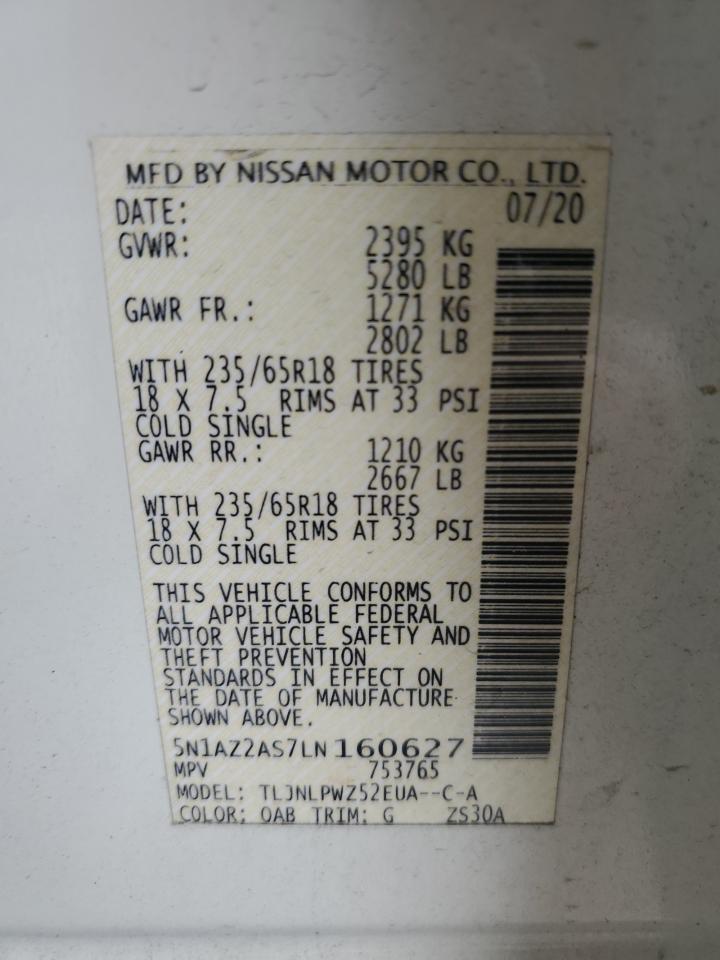 MFD BY NISSAN MOTOR CO., LTD.
DATE: 07/20
GVWR: 2395 KG
5280 LB
GAWR FR.: 1271 KG
2802 LB
WITH 235/65R18 TIRES
18 X 7.5 RIMS AT 33 PSI
COLD SINGLE
GAWR RR.: 1210 KG
2667 LB
WITH 235/65R18 TIRES
18 X 7.5 RIMS AT 33 PSI
COLD SINGLE
THIS VEHICLE CONFORMS TO
ALL APPLICABLE FEDERAL
MOTOR VEHICLE SAFETY AND
THEFT PREVENTION
STANDARDS IN EFFECT ON
THE DATE OF MANUFACTURE
SHOWN ABOVE.
5N1AZ2AS7LN160627
MPV 753765
MODEL: TLJNLPWZ52EUA--C-A
COLOR: QAB TRIM: G ZS30A